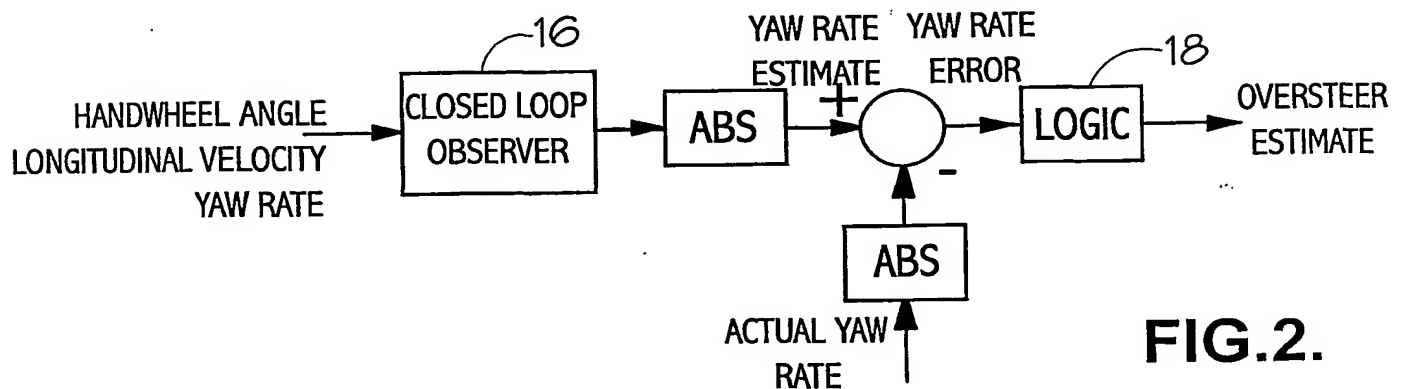 16
YAW RATE
ESTIMATE
YAW RATE
ERROR
18
HANDWHEEL ANGLE
LONGITUDINAL VELOCITY
YAW RATE
CLOSED LOOP
OBSERVER
ABS
+
-
LOGIC
OVERSTEER
ESTIMATE
ABS
ACTUAL YAW
RATE
FIG.2.